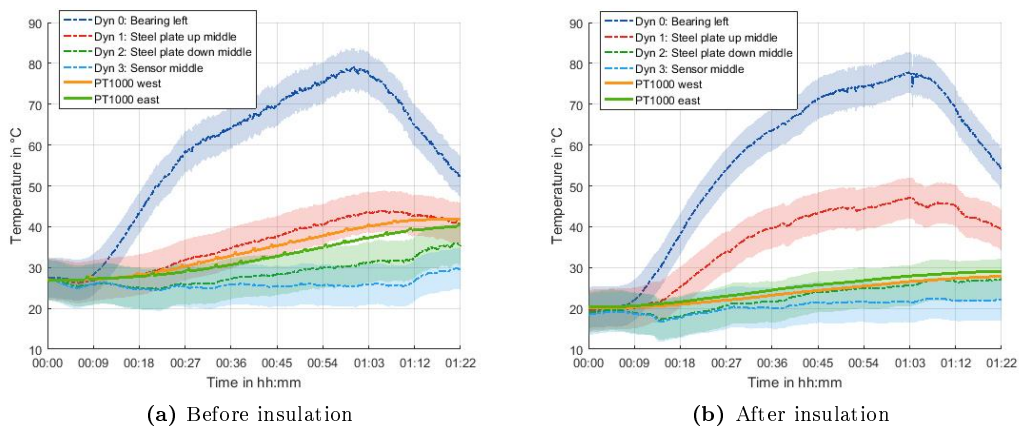 Dyn 0: Bearing left
Dyn 1: Steel plate up middle
Dyn 2: Steel plate down middle
Dyn 3: Sensor middle
PT1000 west
PT1000 east
Temperature in °C
90
80
70
60
50
40
30
20
10
00:00 00:09 00:18 00:27 00:36 00:45 00:54 01:03 01:12 01:22
Time in hh:mm
(a) Before insulation
Dyn 0: Bearing left
Dyn 1: Steel plate up middle
Dyn 2: Steel plate down middle
Dyn 3: Sensor middle
PT1000 west
PT1000 east
Temperature in °C
90
80
70
60
50
40
30
20
10
00:00 00:09 00:18 00:27 00:36 00:45 00:54 01:03 01:12 01:22
Time in hh:mm
(b) After insulation